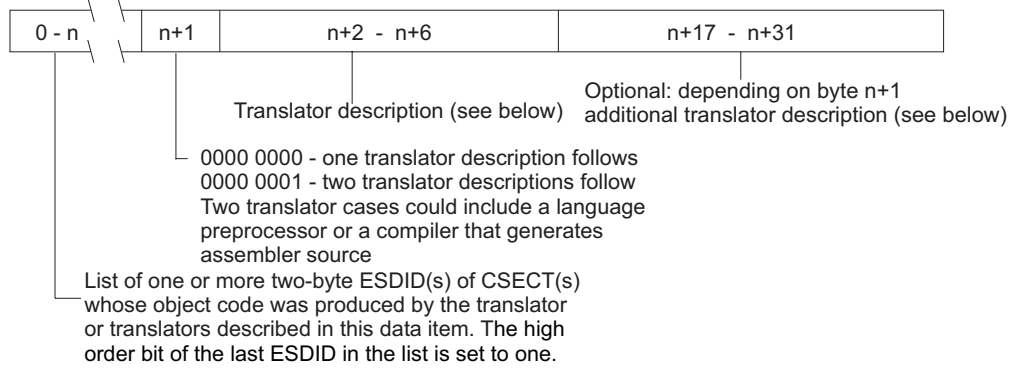 0 - n n+1 n+2 - n+6 n+17 - n+31
Optional: depending on byte n+1
additional translator description (see below)
Translator description (see below)
0000 0000 - one translator description follows
0000 0001 - two translator descriptions follow
Two translator cases could include a language
preprocessor or a compiler that generates
assembler source
List of one or more two-byte ESDID(s) of CSECT(s)
whose object code was produced by the translator
or translators described in this data item. The high
order bit of the last ESDID in the list is set to one.